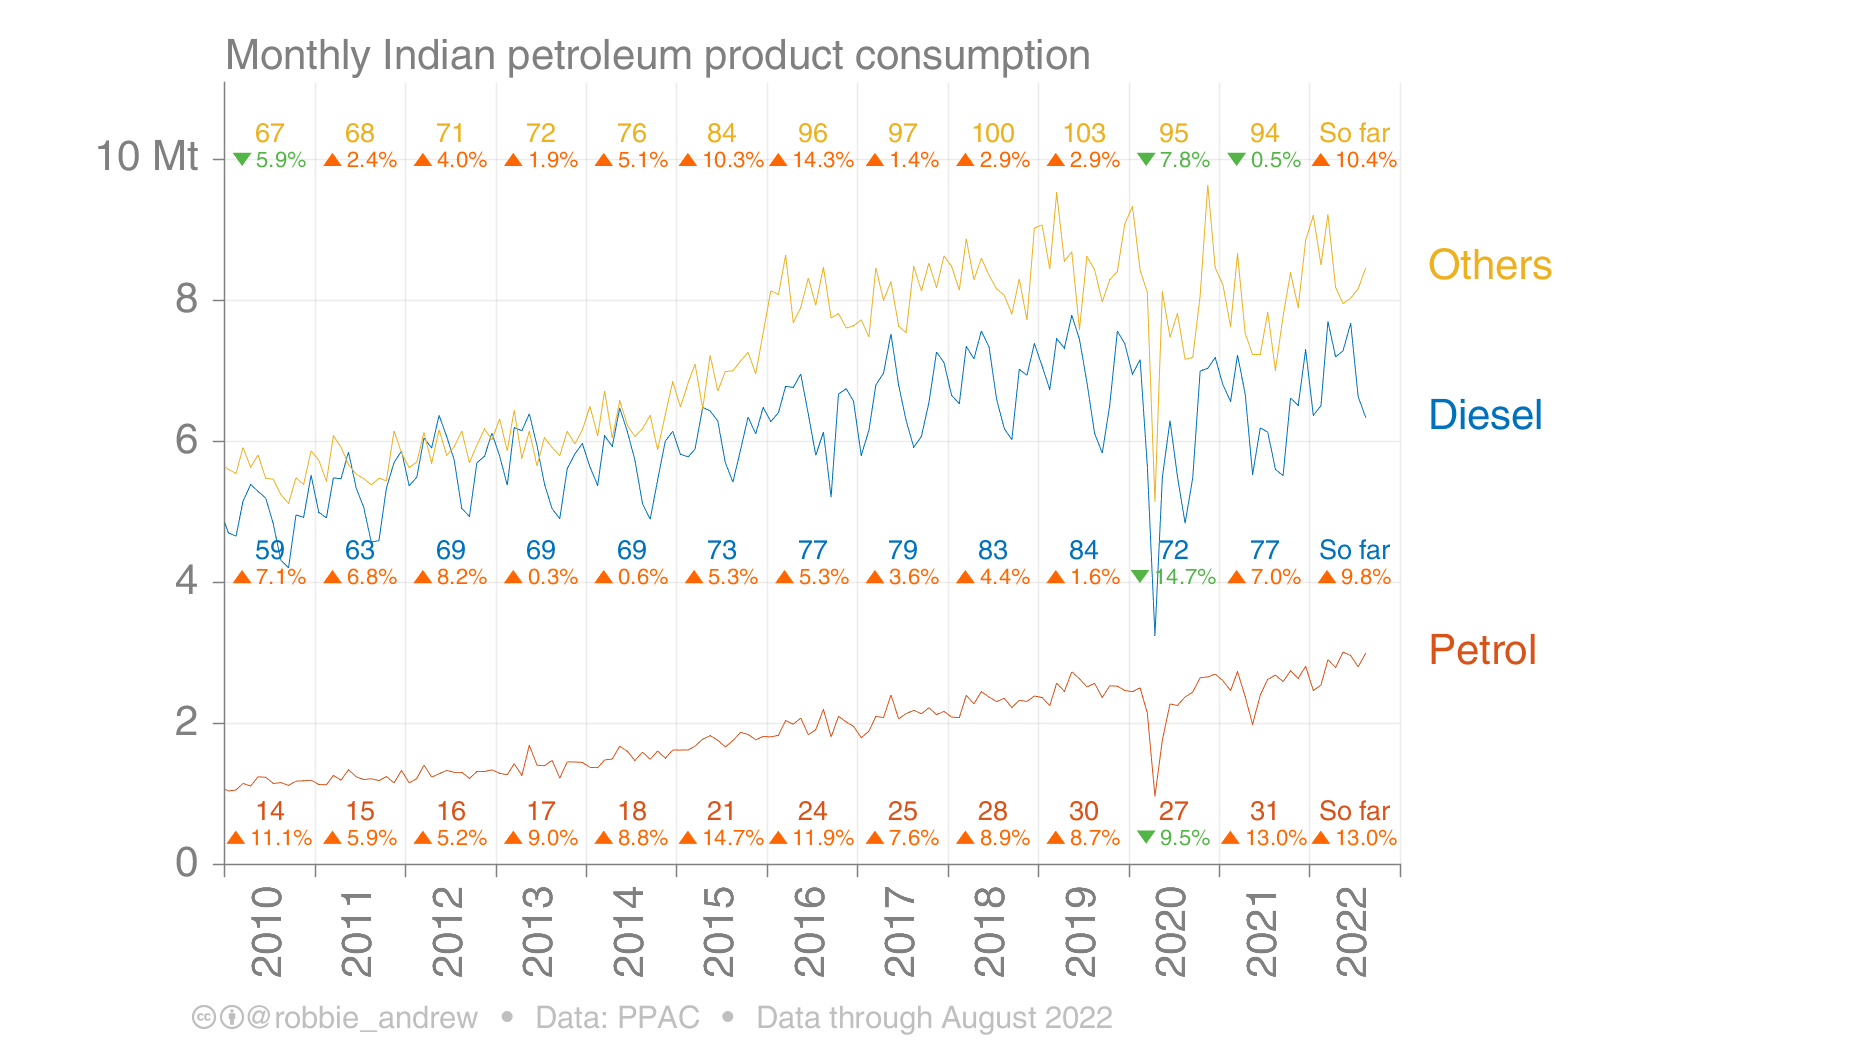 Monthly Indian petroleum product consumption
67 68 71 72 76 84 96 97 100 103 95 94 So far
10 Mt ▼ 5.9% ▲ 2.4% ▲ 4.0% ▲ 1.9% ▲ 5.1% ▲ 10.3% ▲ 14.3% ▲ 1.4% ▲ 2.9% ▲ 2.9% ▼ 7.8% ▼ 0.5% ▲ 10.4%
Others
8
Diesel
6
59 63 69 69 69 73 77 79 83 84 72 77 So far
4 ▲ 7.1% ▲ 6.8% ▲ 8.2% ▲ 0.3% ▲ 0.6% ▲ 5.3% ▲ 5.3% ▲ 3.6% ▲ 4.4% ▲ 1.6% ▼ 14.7% ▲ 7.0% ▲ 9.8%
Petrol
2
14 15 16 17 18 21 24 25 28 30 27 31 So far
▲ 11.1% ▲ 5.9% ▲ 5.2% ▲ 9.0% ▲ 8.8% ▲ 14.7% ▲ 11.9% ▲ 7.6% ▲ 8.9% ▲ 8.7% ▼ 9.5% ▲ 13.0% ▲ 13.0%
0
2010 2011 2012 2013 2014 2015 2016 2017 2018 2019 2020 2021 2022
@robbie_andrew • Data: PPAC • Data through August 2022